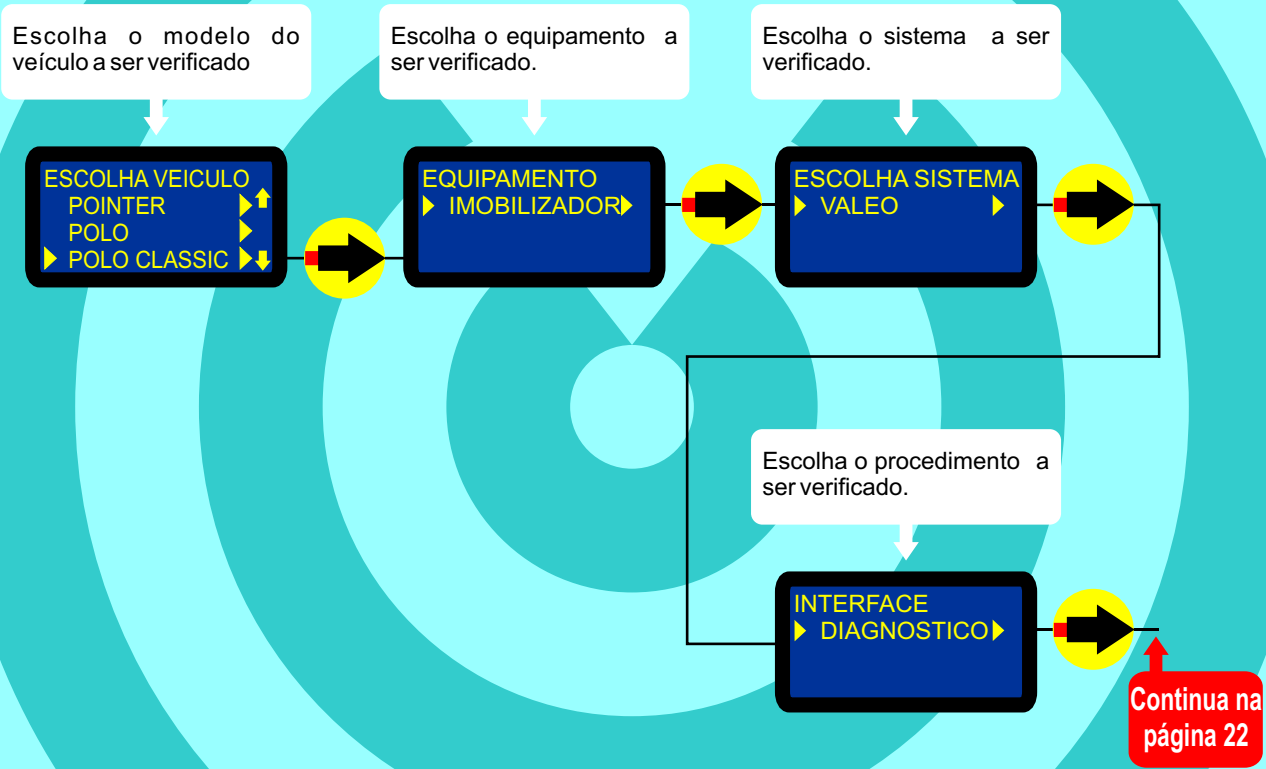 Escolha o modelo do
veículo a ser verificado
Escolha o equipamento a
ser verificado.
Escolha o sistema a ser
verificado.
ESCOLHA VEICULO
POINTER
POLO
POLO CLASSIC
EQUIPAMENTO
IMOBILIZADOR
ESCOLHA SISTEMA
VALEO
Escolha o procedimento a
ser verificado.
INTERFACE
DIAGNOSTICO
Continua na
página 22